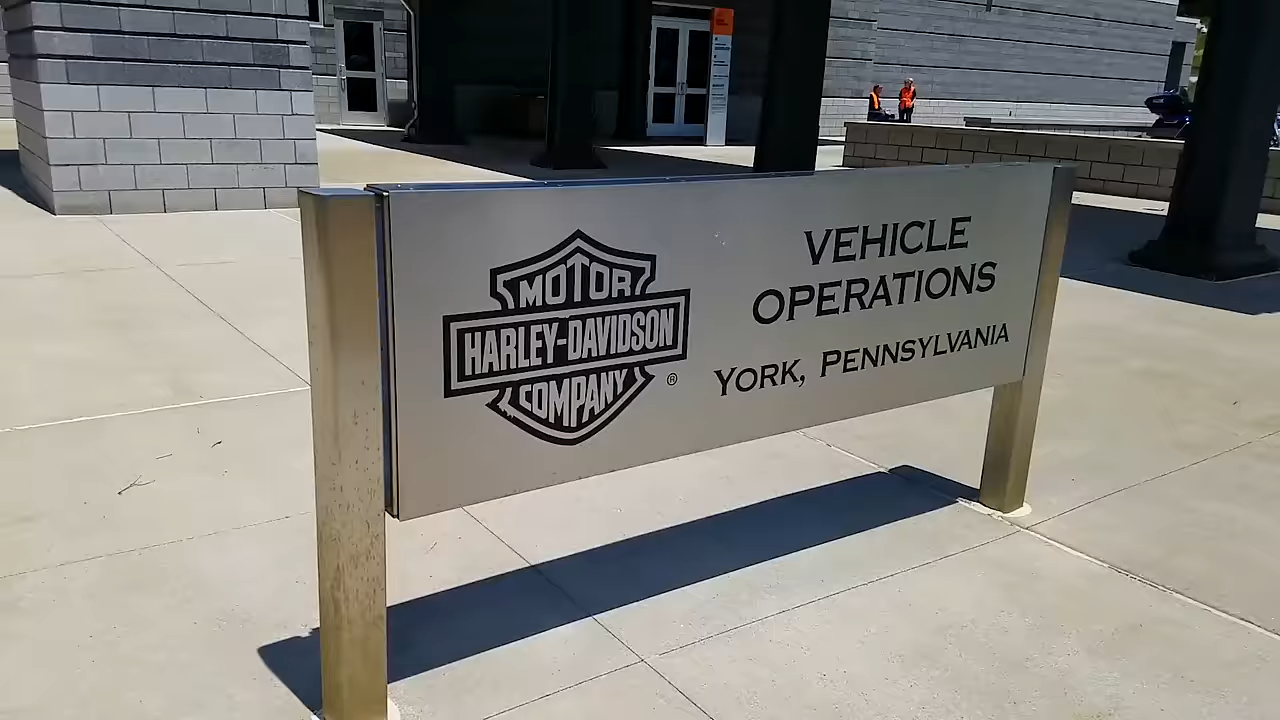 MOTOR
HARLEY-DAVIDSON
COMPANY
®
VEHICLE
OPERATIONS
YORK, PENNSYLVANIA